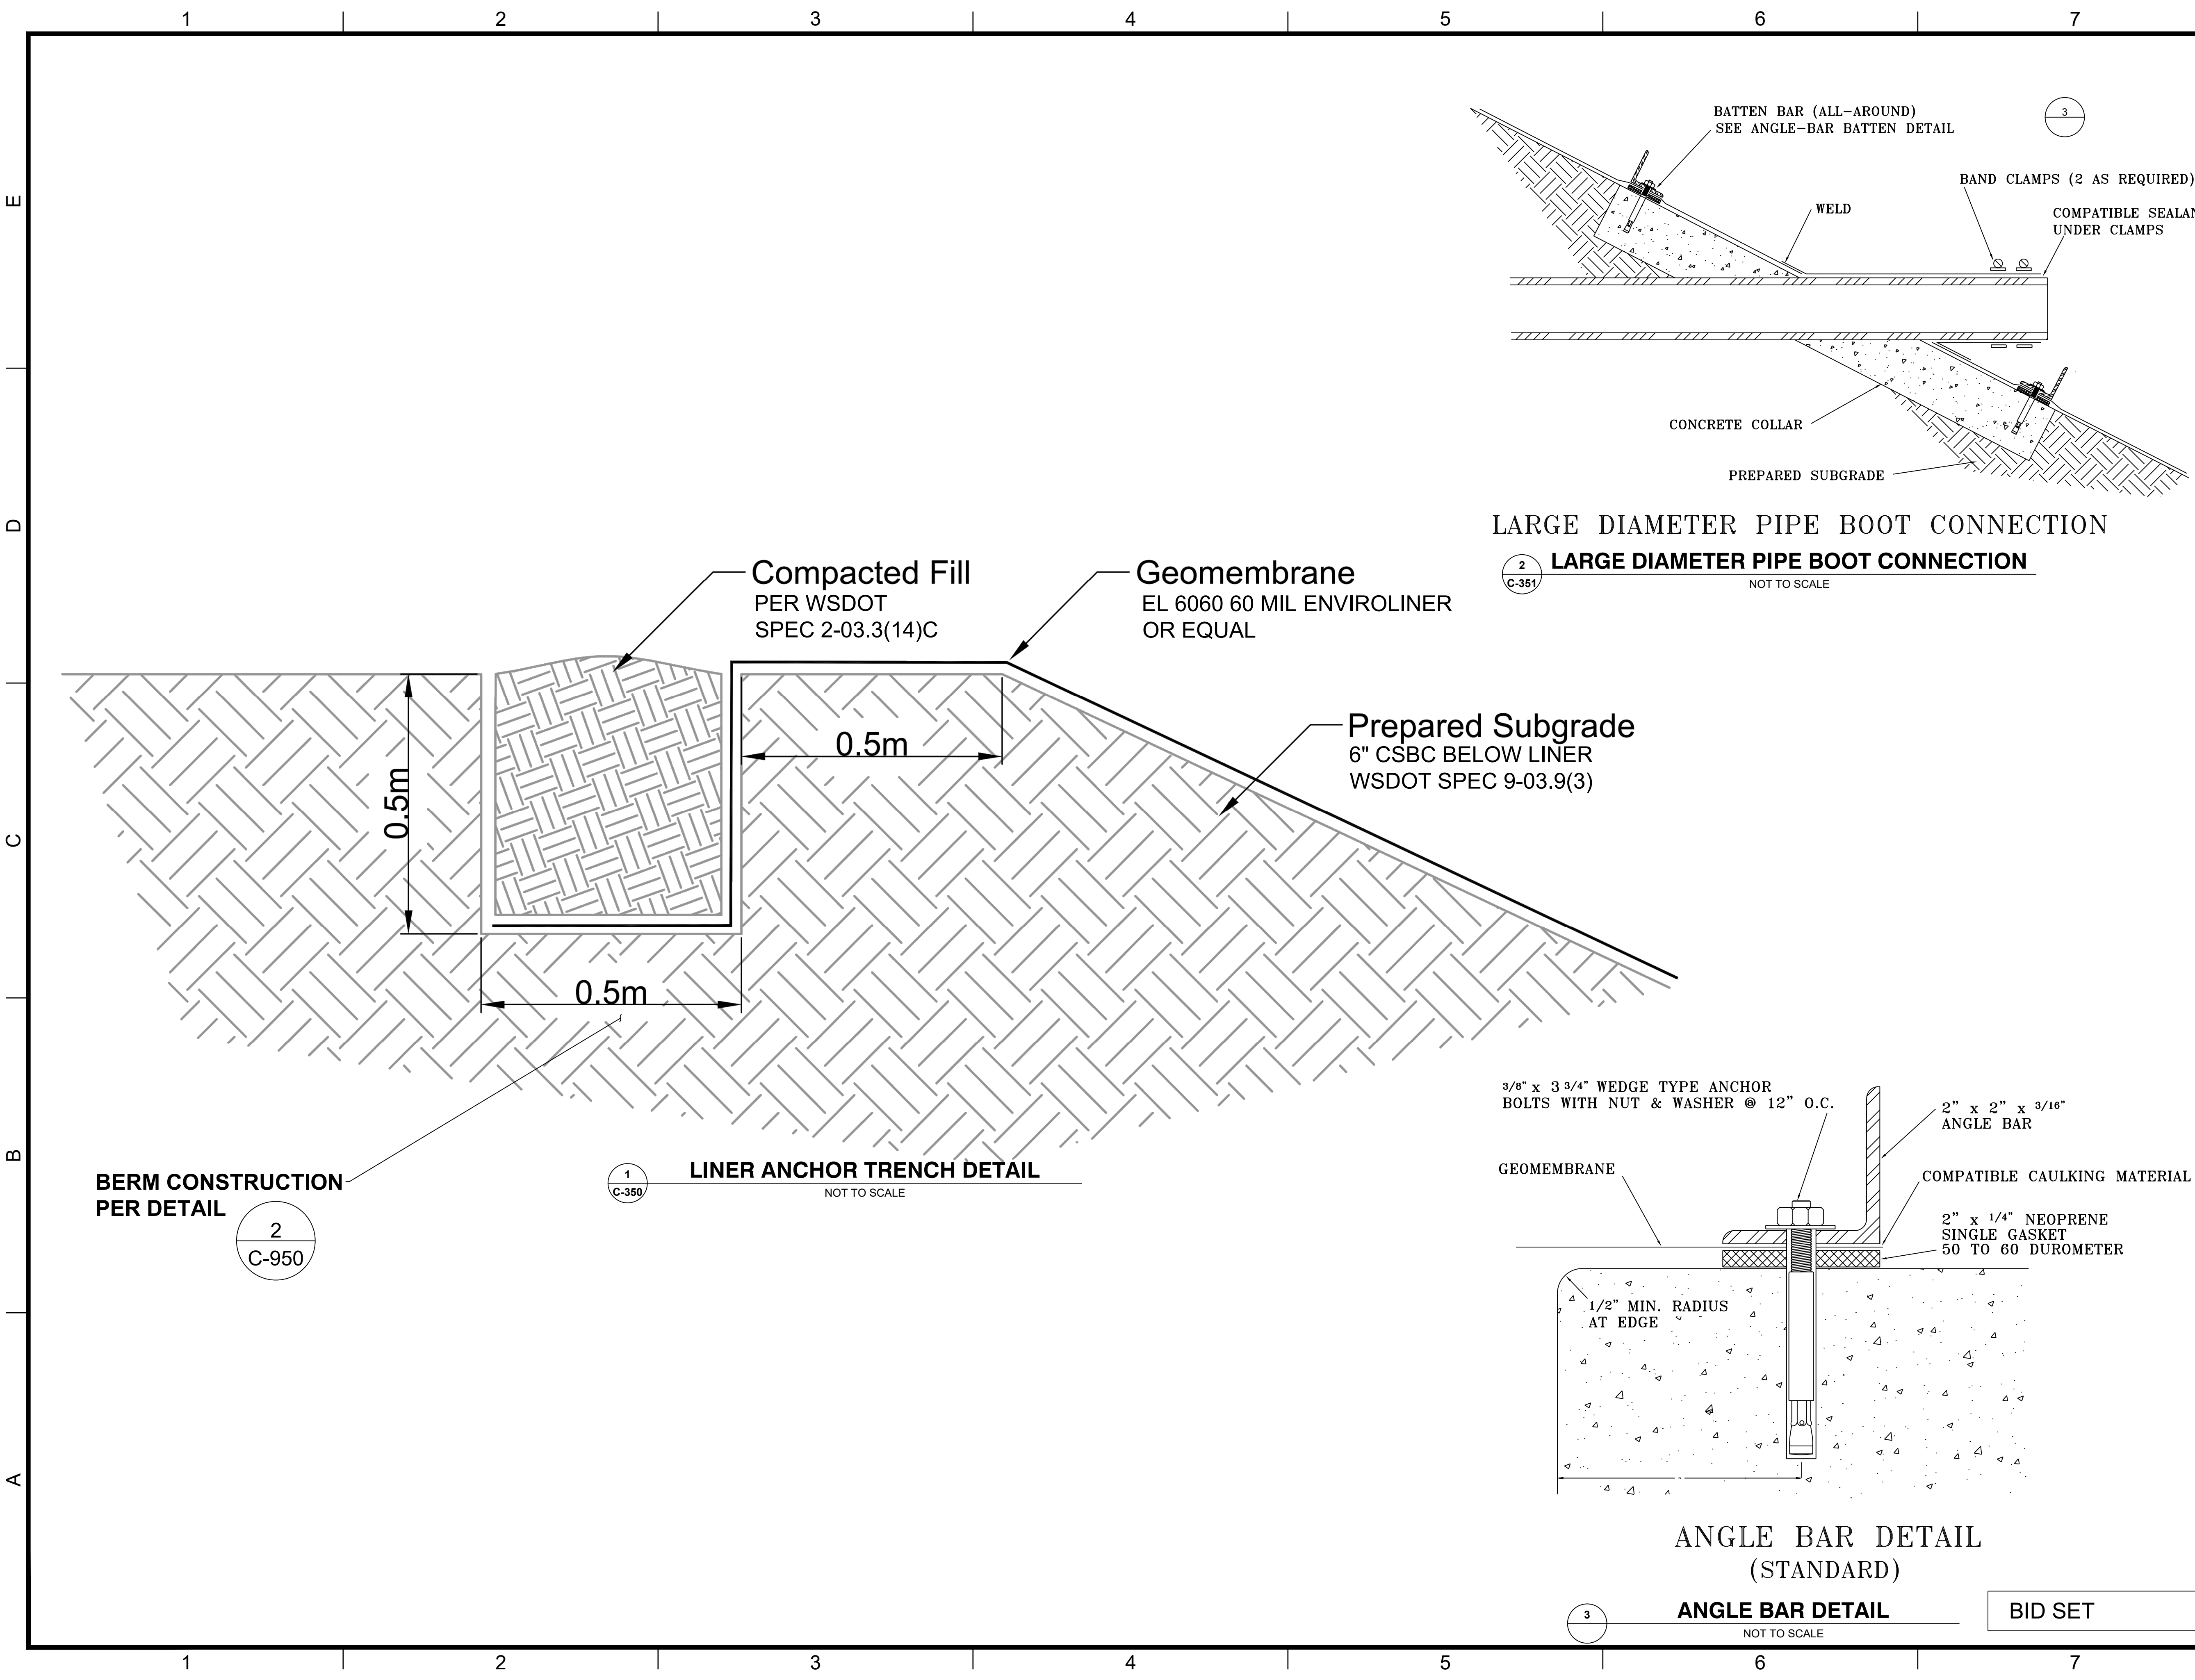 1 2 3 4 5 6 7
E
D
C
B
A
BATTEN BAR (ALL-AROUND)
SEE ANGLE-BAR BATTEN DETAIL
3
BAND CLAMPS (2 AS REQUIRED)
WELD
COMPATIBLE SEALAN
UNDER CLAMPS
CONCRETE COLLAR
PREPARED SUBGRADE
LARGE DIAMETER PIPE BOOT CONNECTION
2
C-351
LARGE DIAMETER PIPE BOOT CONNECTION
NOT TO SCALE
Compacted Fill
PER WSDOT
SPEC 2-03.3(14)C
Geomembrane
EL 6060 60 MIL ENVIROLINER
OR EQUAL
Prepared Subgrade
6" CSBC BELOW LINER
WSDOT SPEC 9-03.9(3)
0.5m
0.5m
0.5m
BERM CONSTRUCTION
PER DETAIL
2
C-950
1
C-350
LINER ANCHOR TRENCH DETAIL
NOT TO SCALE
3/8" x 3 3/4" WEDGE TYPE ANCHOR
BOLTS WITH NUT & WASHER @ 12" O.C.
2" x 2" x 3/16"
ANGLE BAR
GEOMEMBRANE
COMPATIBLE CAULKING MATERIAL
2" x 1/4" NEOPRENE
SINGLE GASKET
50 TO 60 DUROMETER
1/2" MIN. RADIUS
AT EDGE
ANGLE BAR DETAIL
(STANDARD)
3
ANGLE BAR DETAIL
NOT TO SCALE
BID SET
1 2 3 4 5 6 7